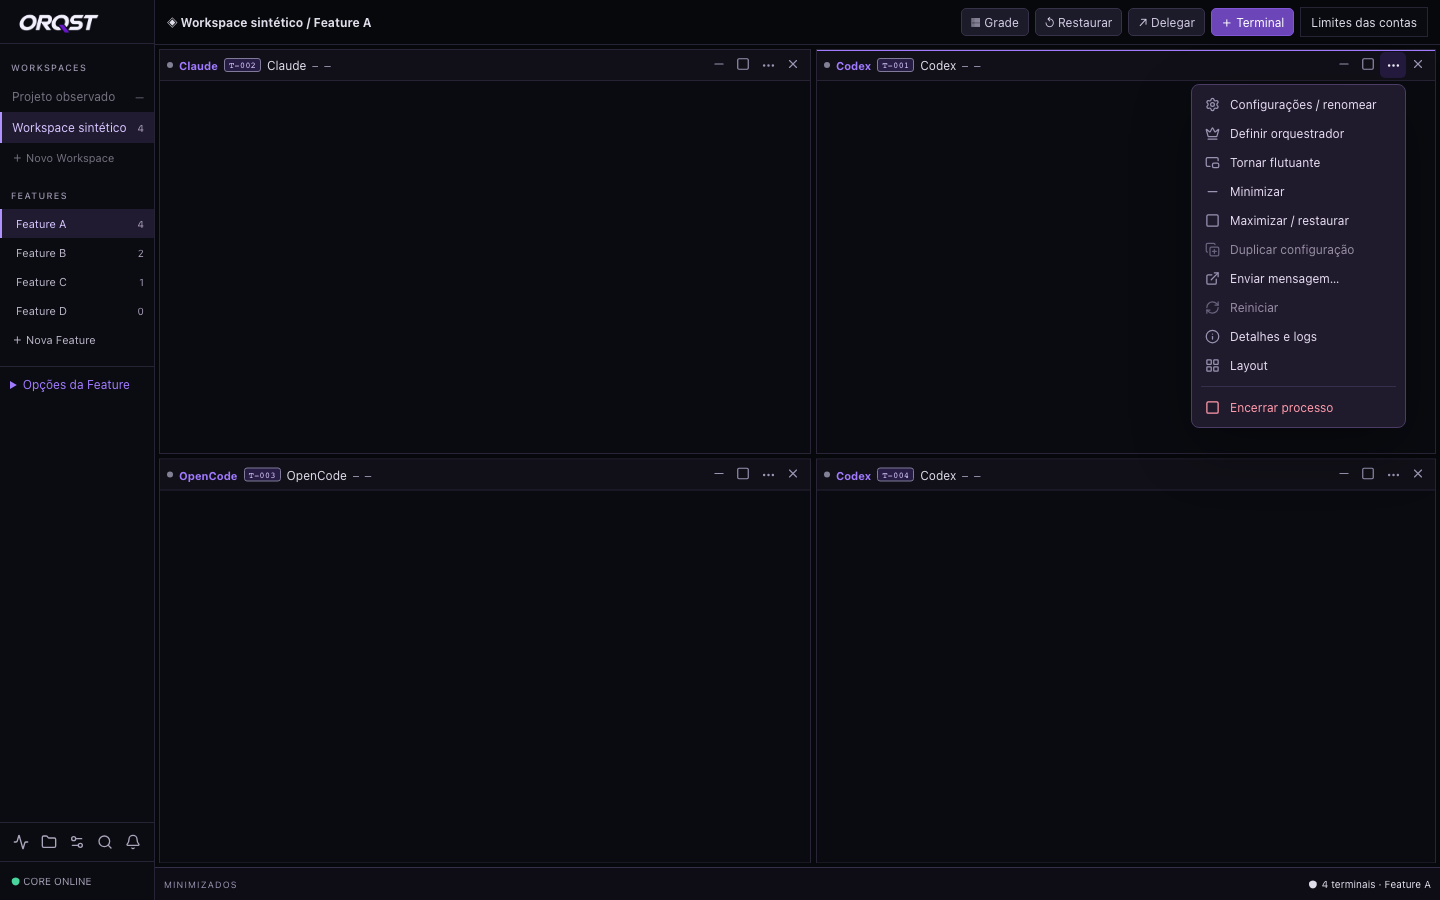 ORQST
◈ Workspace sintético / Feature A
▦ Grade
↺ Restaurar
↗ Delegar
+ Terminal
Limites das contas
WORKSPACES
Projeto observado —
Workspace sintético 4
+ Novo Workspace
FEATURES
Feature A 4
Feature B 2
Feature C 1
Feature D 0
+ Nova Feature
▶ Opções da Feature
CORE ONLINE
Claude T-002 Claude – –
Codex T-001 Codex – –
Configurações / renomear
Definir orquestrador
Tornar flutuante
Minimizar
Maximizar / restaurar
Duplicar configuração
Enviar mensagem...
Reiniciar
Detalhes e logs
Layout
Encerrar processo
OpenCode T-003 OpenCode – –
Codex T-004 Codex – –
MINIMIZADOS
4 terminais · Feature A